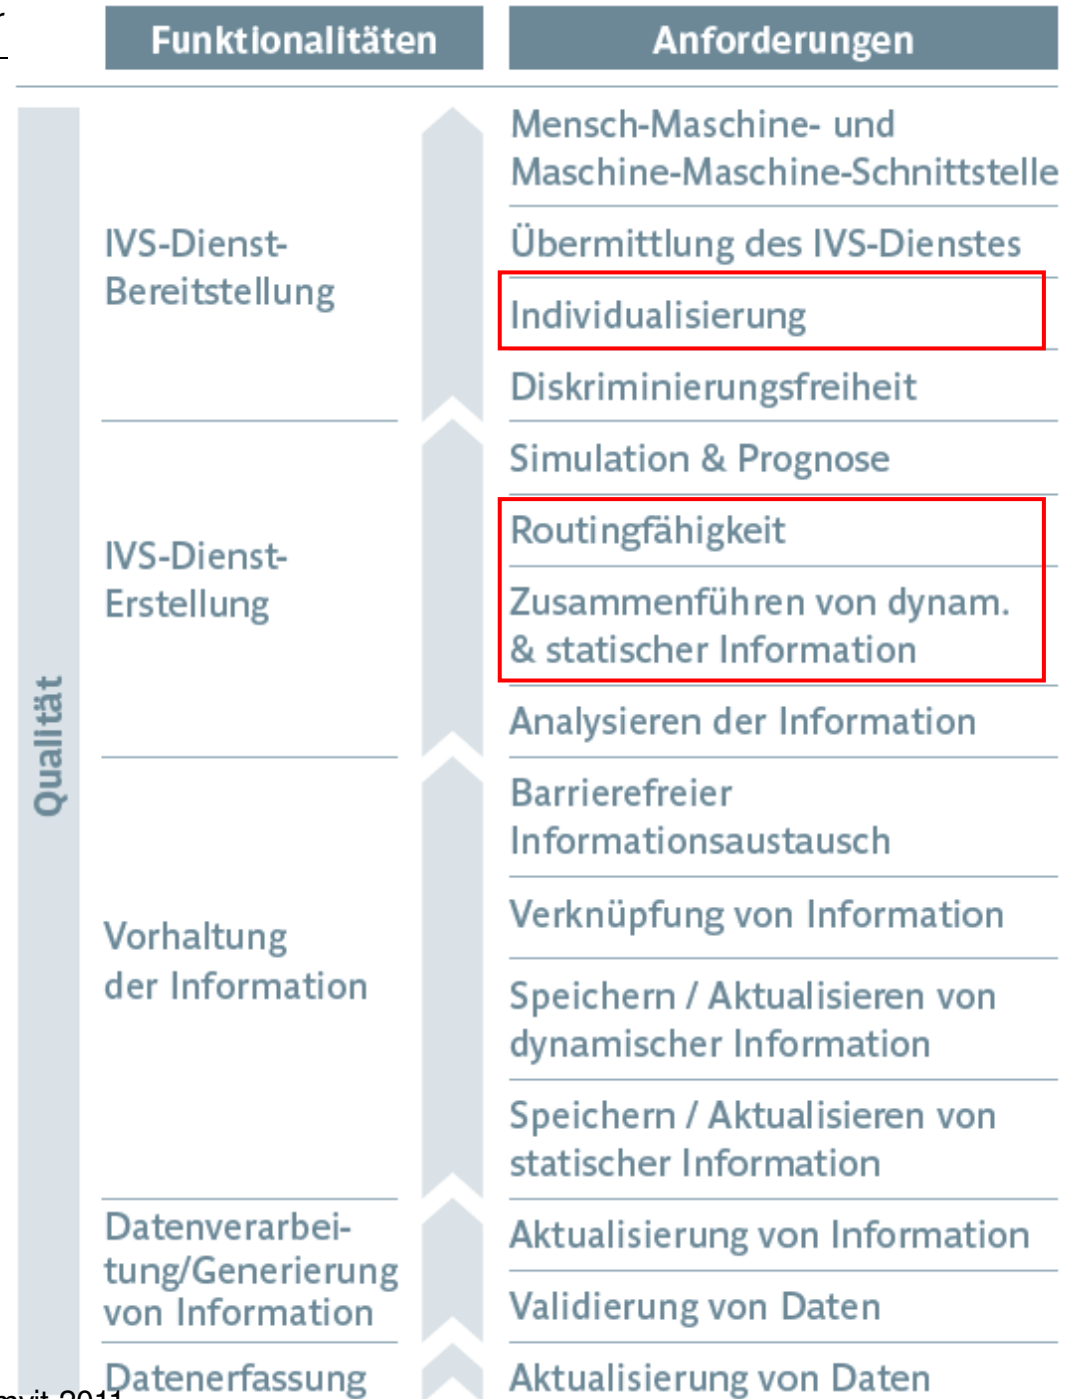 Funktionalitäten
Anforderungen
Qualität
IVS-Dienst-
Bereitstellung
Mensch-Maschine- und
Maschine-Maschine-Schnittstelle
Übermittlung des IVS-Dienstes
Individualisierung
Diskriminierungsfreiheit
IVS-Dienst-
Erstellung
Simulation & Prognose
Routingfähigkeit
Zusammenführen von dynam.
& statischer Information
Analysieren der Information
Vorhaltung
der Information
Barrierefreier
Informationsaustausch
Verknüpfung von Information
Speichern / Aktualisieren von
dynamischer Information
Speichern / Aktualisieren von
statischer Information
Datenverarbei-
tung/Generierung
von Information
Aktualisierung von Information
Validierung von Daten
Datenerfassung
Aktualisierung von Daten